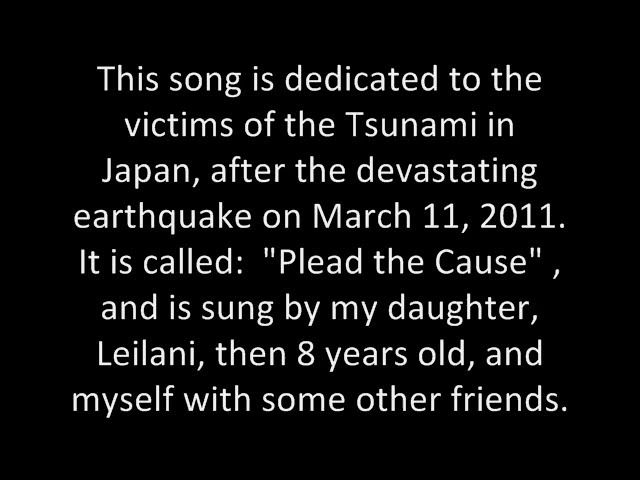 This song is dedicated to the
victims of the Tsunami in
Japan, after the devastating
earthquake on March 11, 2011.
It is called:  "Plead the Cause" ,
and is sung by my daughter,
Leilani, then 8 years old, and
myself with some other friends.